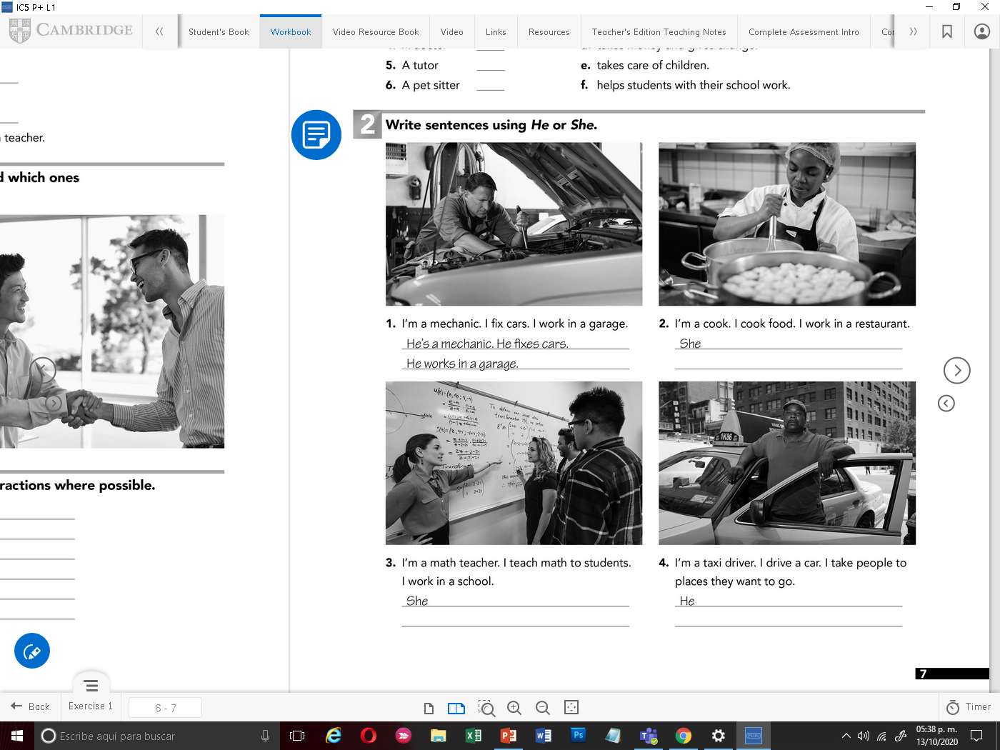 IC5 P+ L1
CAMBRIDGE
Student's Book
Workbook
Video Resource Book
Video
Links
Resources
Teacher's Edition Teaching Notes
Complete Assessment Intro
5. A tutor
e. takes care of children.
6. A pet sitter
f. helps students with their school work.
teacher.
which ones
ractions where possible.
2 Write sentences using He or She.
1. I'm a mechanic. I fix cars. I work in a garage.
He's a mechanic. He fixes cars.
He works in a garage.
2. I'm a cook. I cook food. I work in a restaurant.
She
DINER
1K86
3. I'm a math teacher. I teach math to students.
I work in a school.
She
4. I'm a taxi driver. I drive a car. I take people to
places they want to go.
He
7
Back
Exercise 1
6 - 7
Timer
Escribe aquí para buscar
05:38 p. m.
13/10/2020